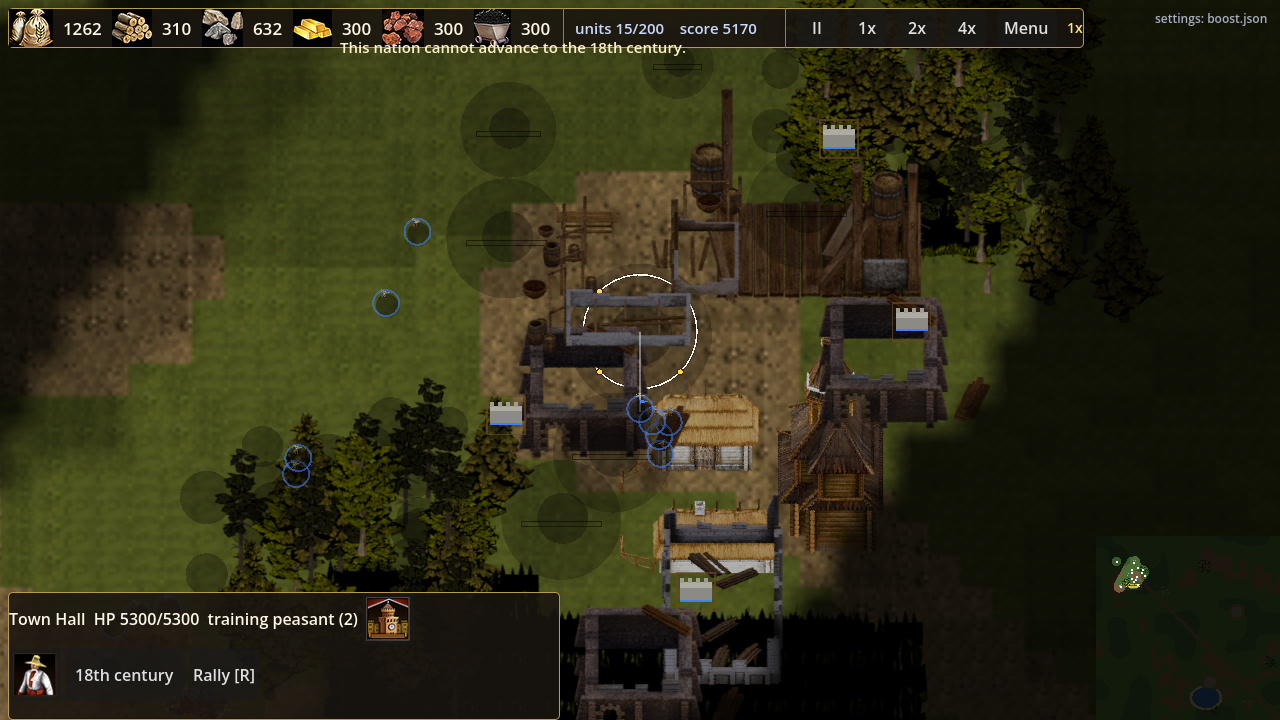 1262 310 632 300 300 300 units 15/200 score 5170 II 1x 2x 4x Menu 1x
settings: boost.json
This nation cannot advance to the 18th century.
Town Hall HP 5300/5300 training peasant (2)
18th century Rally [R]